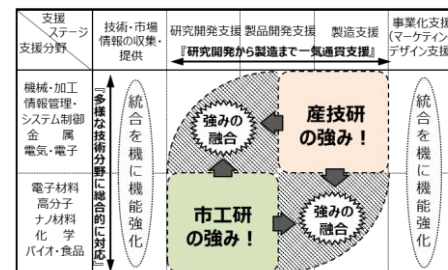 支援
ステージ
支援分野
技術・市場
情報の収集・
提供
研究開発支援 製品開発支援 製造支援
『研究開発から製造まで一気通貫支援』
事業化支援
(マーケティン
デザイン支援
機械・加工
情報管理・
システム制御
金 属
電気・電子
電子材料
高分子
ナノ材料
化 学
バイオ・食品
『多様な技術分野に総合的に対応』
統合を機に機能強化
強みの
融合
産技研
の強み！
市工研
の強み！
強みの
融合
統合を機に機能強化